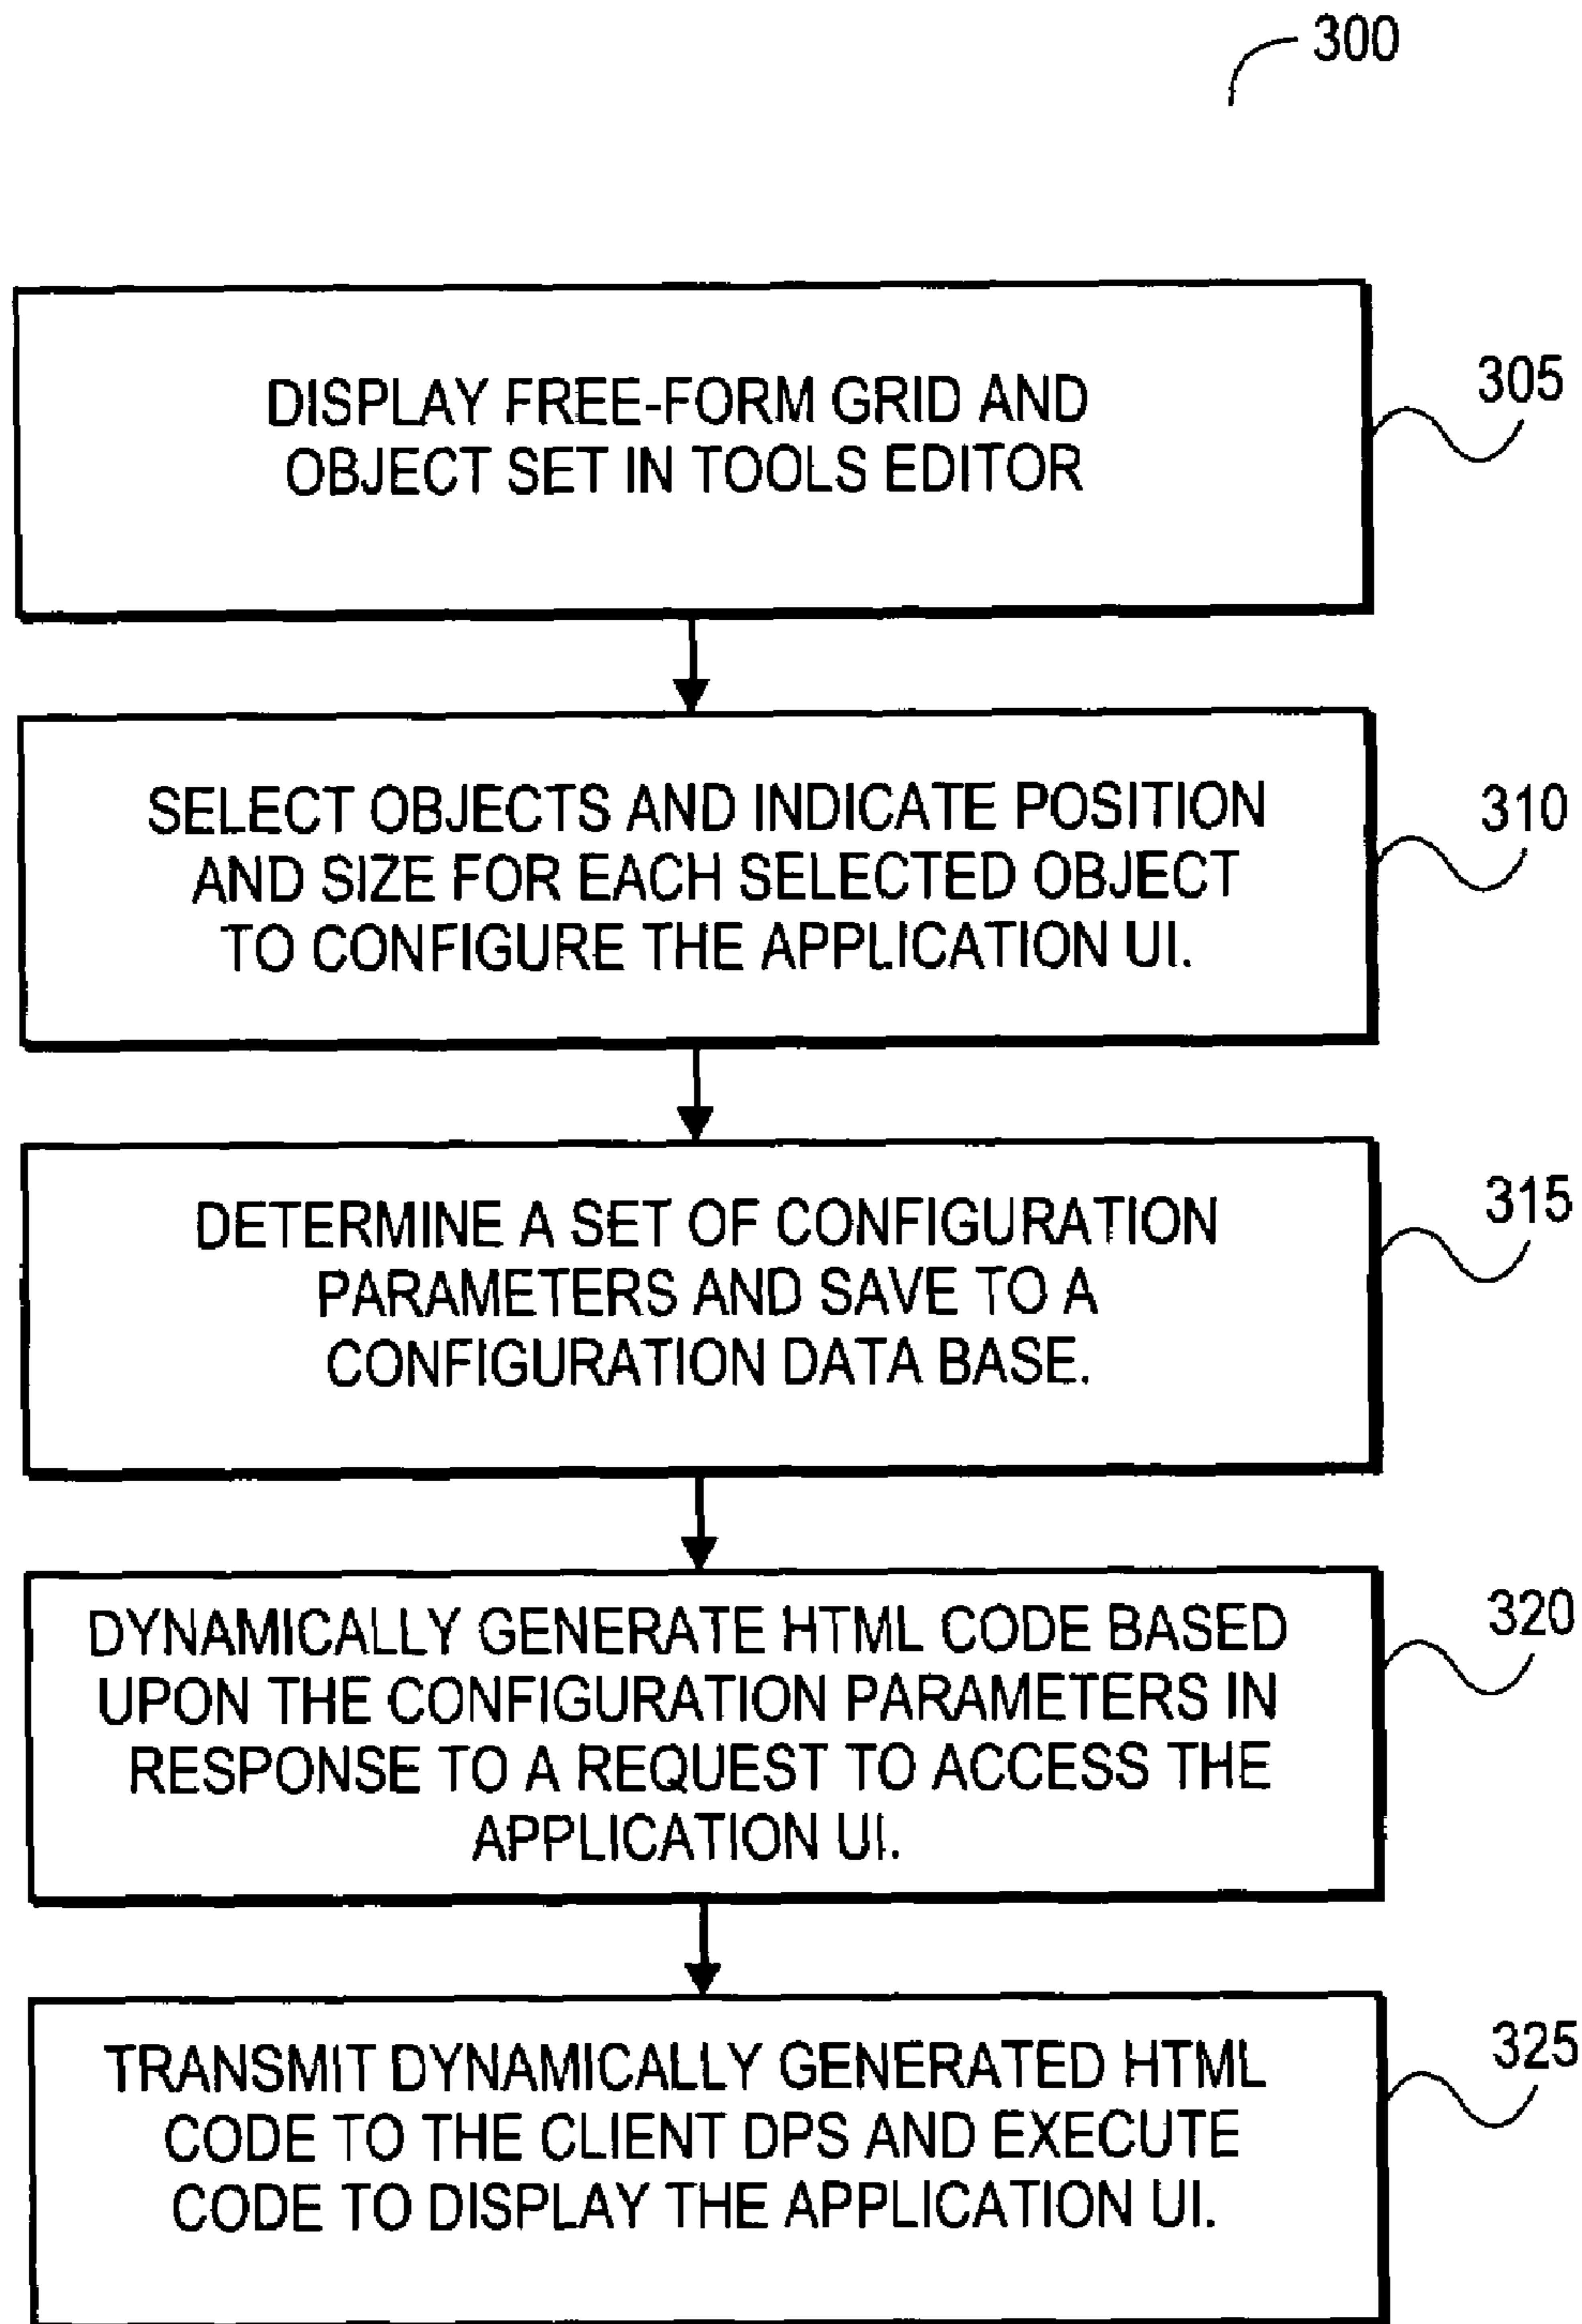 300
DISPLAY FREE-FORM GRID AND
OBJECT SET IN TOOLS EDITOR
305
SELECT OBJECTS AND INDICATE POSITION
AND SIZE FOR EACH SELECTED OBJECT
TO CONFIGURE THE APPLICATION UI.
310
DETERMINE A SET OF CONFIGURATION
PARAMETERS AND SAVE TO A
CONFIGURATION DATA BASE.
315
DYNAMICALLY GENERATE HTML CODE BASED
UPON THE CONFIGURATION PARAMETERS IN
RESPONSE TO A REQUEST TO ACCESS THE
APPLICATION UI.
320
TRANSMIT DYNAMICALLY GENERATED HTML
CODE TO THE CLIENT DPS AND EXECUTE
CODE TO DISPLAY THE APPLICATION UI.
325